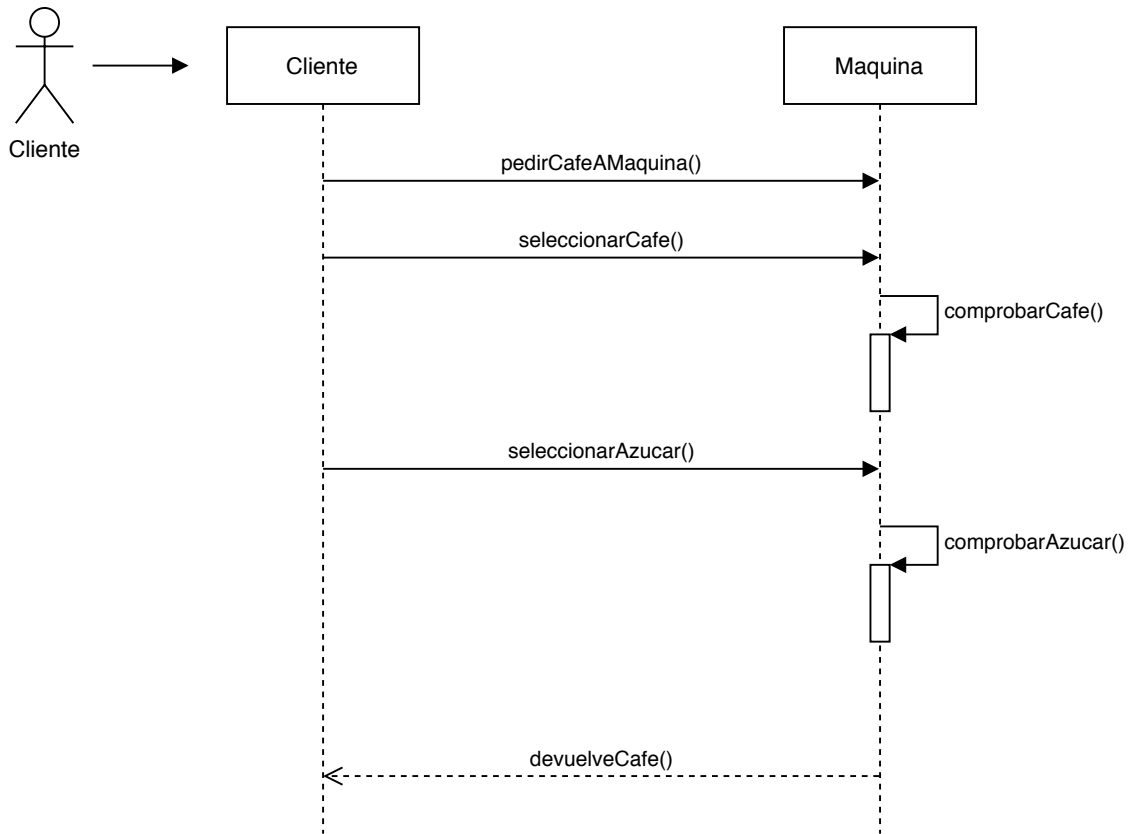 Cliente
Maquina
Cliente
pedirCafeAMaquina()
seleccionarCafe()
comprobarCafe()
seleccionarAzucar()
comprobarAzucar()
devuelveCafe()